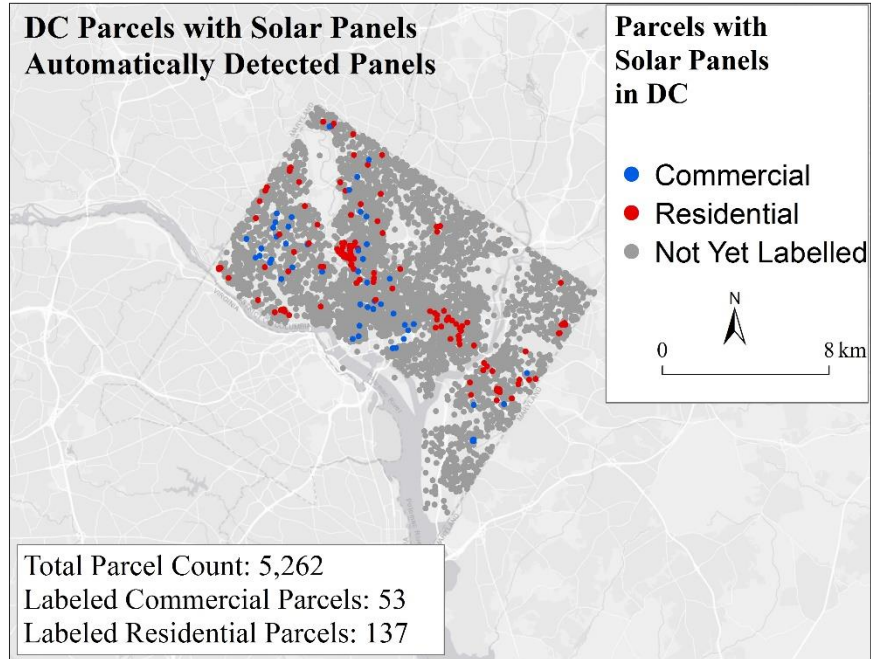 DC Parcels with Solar Panels
Automatically Detected Panels
Parcels with
Solar Panels
in DC
Commercial
Residential
Not Yet Labelled
N
0 8 km
VIRGINIA
Total Parcel Count: 5,262
Labeled Commercial Parcels: 53
Labeled Residential Parcels: 137